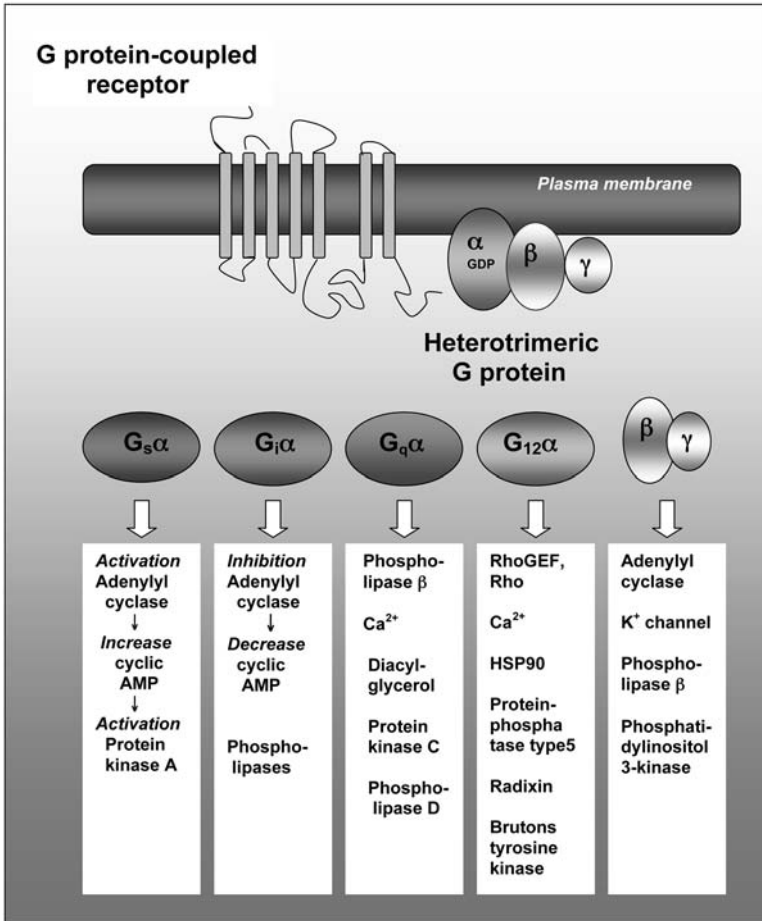 G protein-coupled
receptor
Plasma membrane
α
GDP
β
γ
Heterotrimeric
G protein
Gsα
Giα
Gqα
G12α
β
γ
Activation
Adenylyl
cyclase
↓
Increase
cyclic
AMP
↓
Activation
Protein
kinase A
Inhibition
Adenylyl
cyclase
↓
Decrease
cyclic
AMP
Phospho-
lipases
Phospho-
lipase β
Ca2+
Diacyl-
glycerol
Protein
kinase C
Phospho-
lipase D
RhoGEF,
Rho
Ca2+
HSP90
Protein-
phospha
tase type5
Radixin
Brutons
tyrosine
kinase
Adenylyl
cyclase
K+ channel
Phospho-
lipase β
Phosphati-
dylinositol
3-kinase